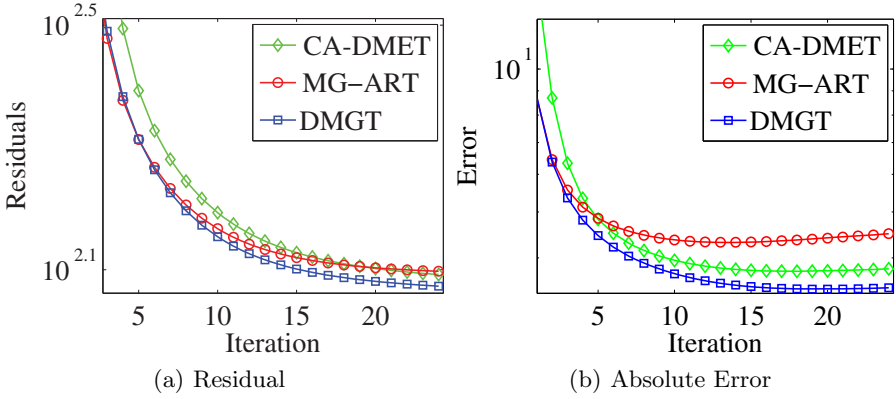 10^2.5
10^2.1
Residuals
CA-DMET
MG-ART
DMGT
5 10 15 20
Iteration
(a) Residual
10^1
Error
CA-DMET
MG-ART
DMGT
5 10 15 20
Iteration
(b) Absolute Error